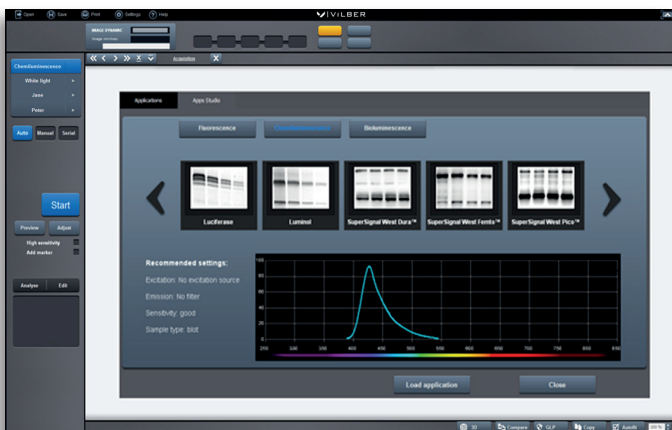 Open Save Print Settings Help
VILBER
IMAGE DYNAMIC
Chemiluminescence
Acquisition
White light
Jane
Peter
Applications Apps Studio
Fluorescence Chemiluminescence Bioluminescence
Auto Manual Serial
Luciferase Luminol SuperSignal West Dura™ SuperSignal West Femto™ SuperSignal West Pico™
Start
Preview Adjust
High sensitivity
Add marker
Recommended settings:
Excitation: No excitation source
Emission: No filter
Sensitivity: good
Sample type: blot
100
80
60
40
20
0
250 300 350 400 450 500 550 600 650 700 750 800 850
Analyse Edit
Load application Close
3D Compare QLP Copy Autofit